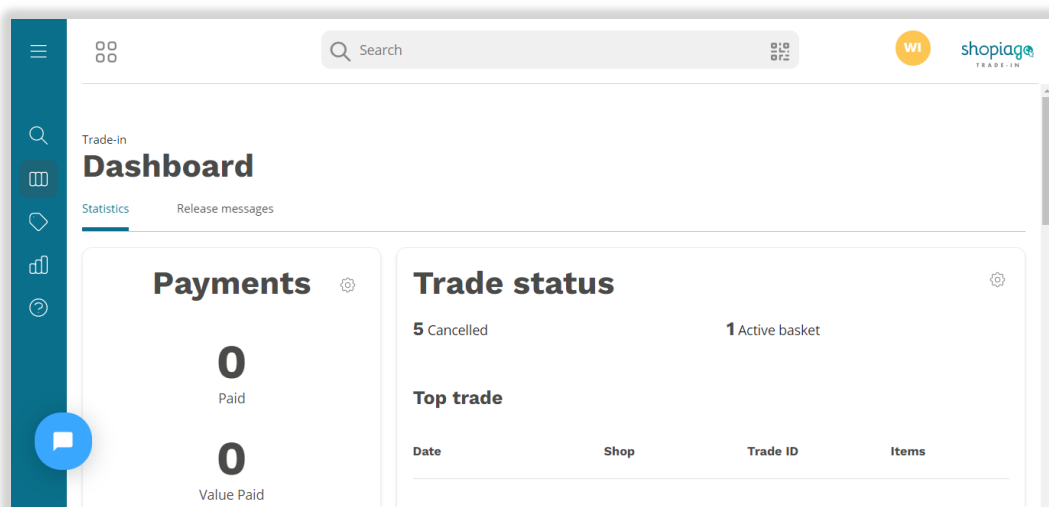 Search
WI
shopiago
TRADE-IN
Trade-in
Dashboard
Statistics Release messages
Payments
0
Paid
0
Value Paid
Trade status
5 Cancelled 1 Active basket
Top trade
Date Shop Trade ID Items